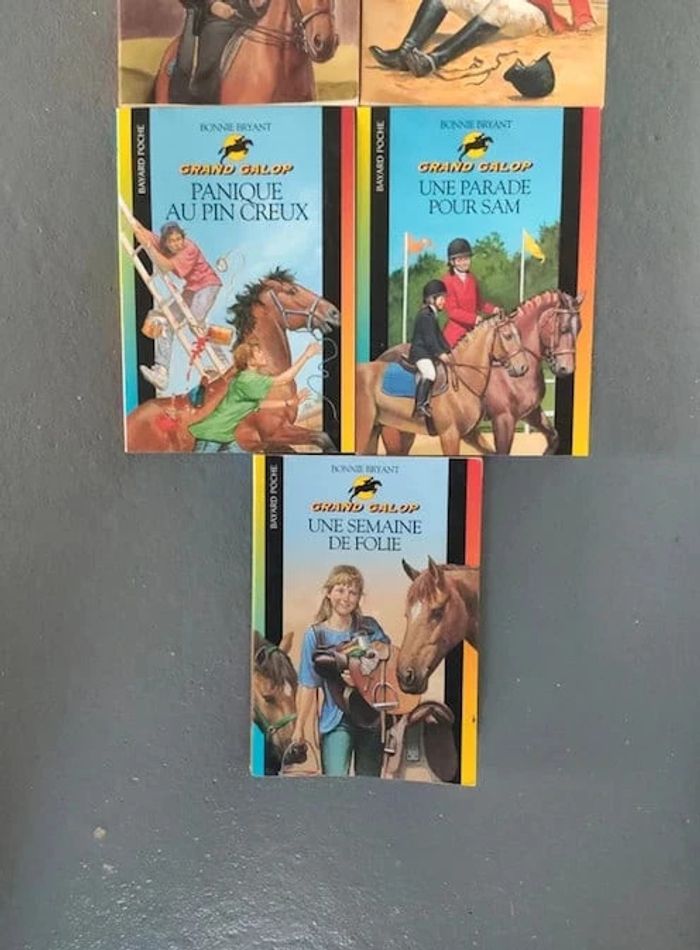 BAYARD POCHE
BONNIE BRYANT
GRAND GALOP
PANIQUE
AU PIN CREUX
BAYARD POCHE
BONNIE BRYANT
GRAND GALOP
UNE PARADE
POUR SAM
BAYARD POCHE
BONNIE BRYANT
GRAND GALOP
UNE SEMAINE
DE FOLIE